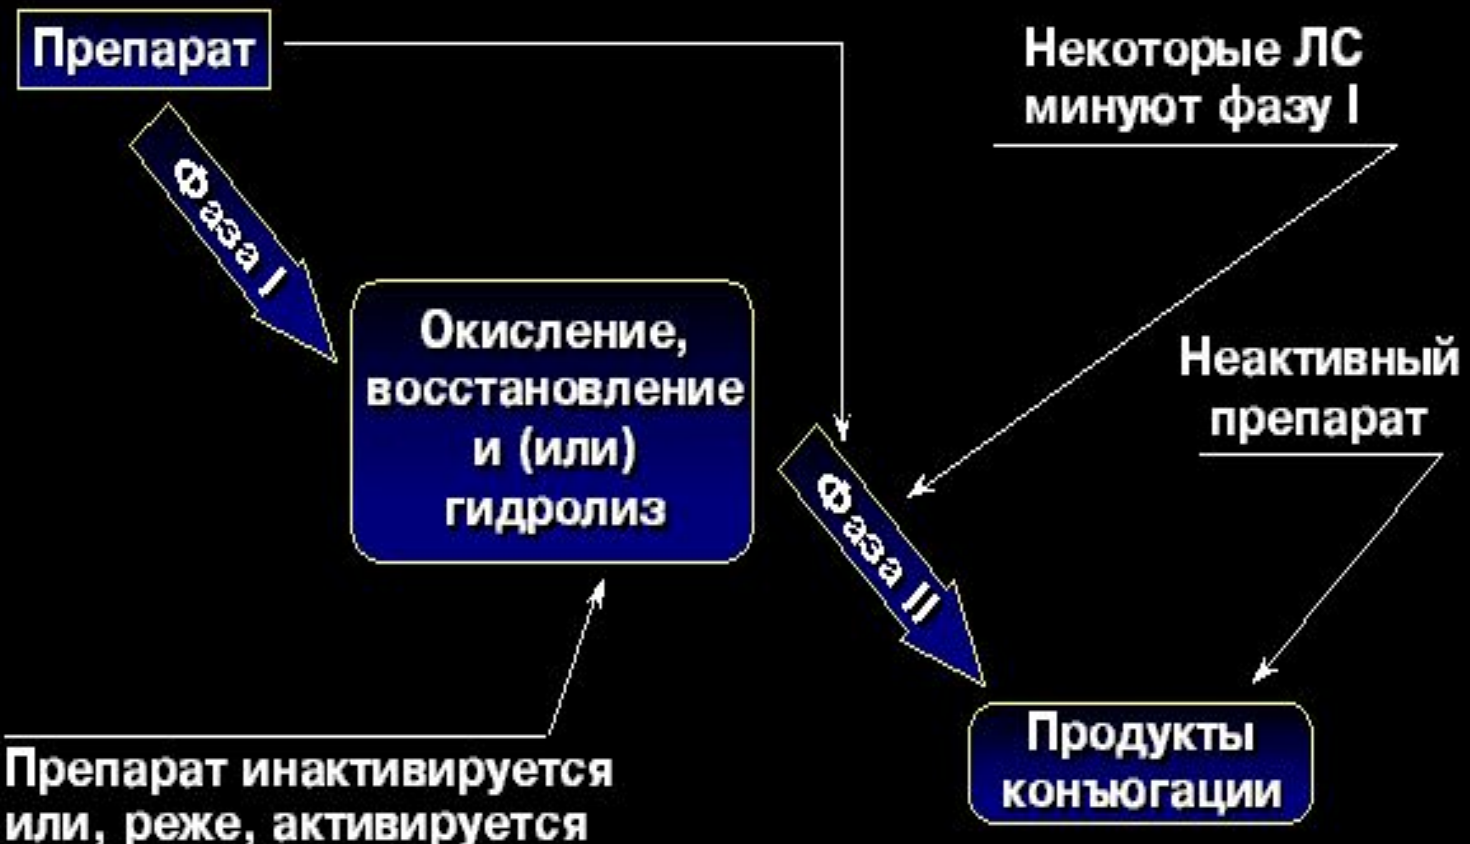 Препарат
Некоторые ЛС
минуют фазу I
Фаза I
Окисление,
восстановление
и (или)
гидролиз
Неактивный
препарат
Фаза II
Продукты
конъюгации
Препарат инактивируется
или, реже, активируется